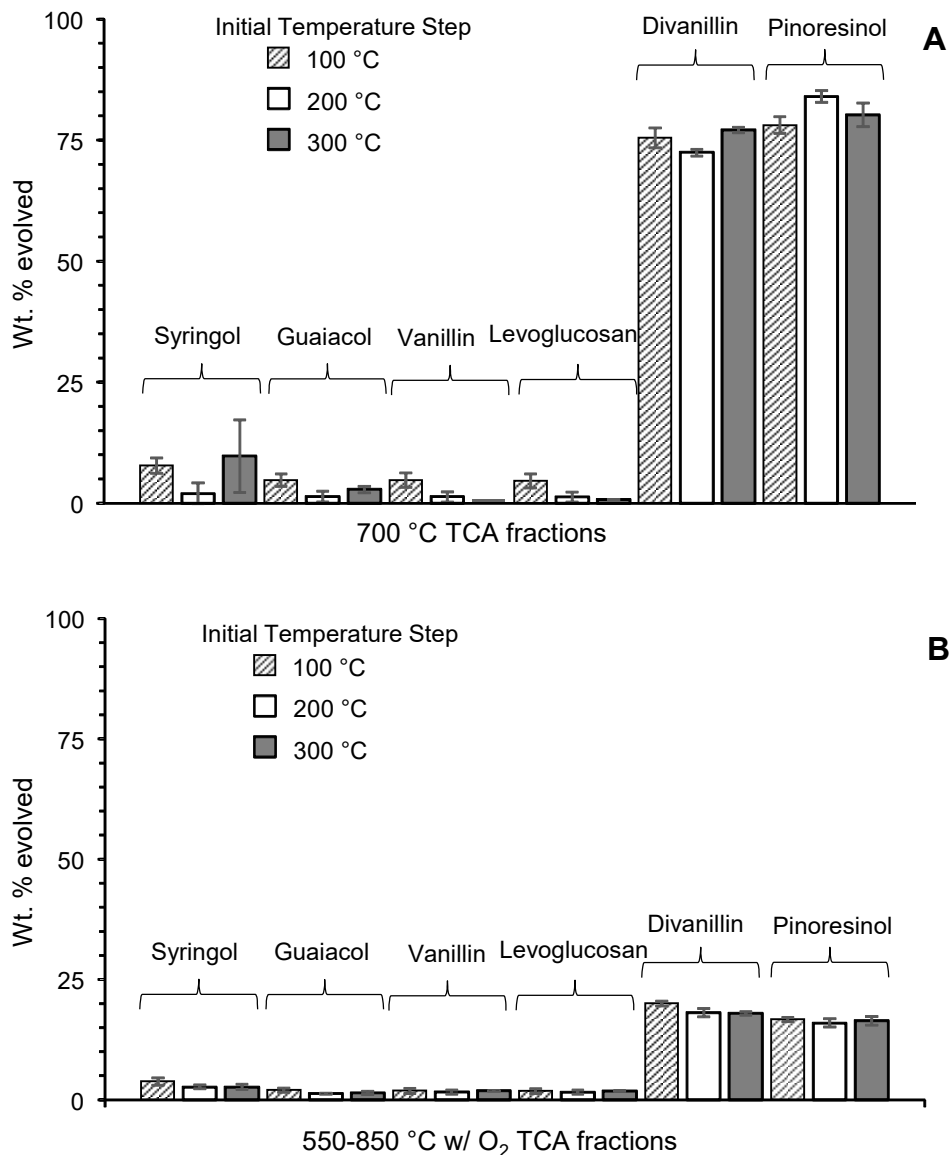 100
Initial Temperature Step
100 °C
200 °C
300 °C
Divanillin
Pinoresinol
A
75
Wt. % evolved
50
Syringol
Guaiacol
Vanillin
Levoglucosan
25
0
700 °C TCA fractions
100
Initial Temperature Step
100 °C
200 °C
300 °C
B
75
Wt. % evolved
50
Divanillin
Pinoresinol
Syringol
Guaiacol
Vanillin
Levoglucosan
25
0
550-850 °C w/ O₂ TCA fractions